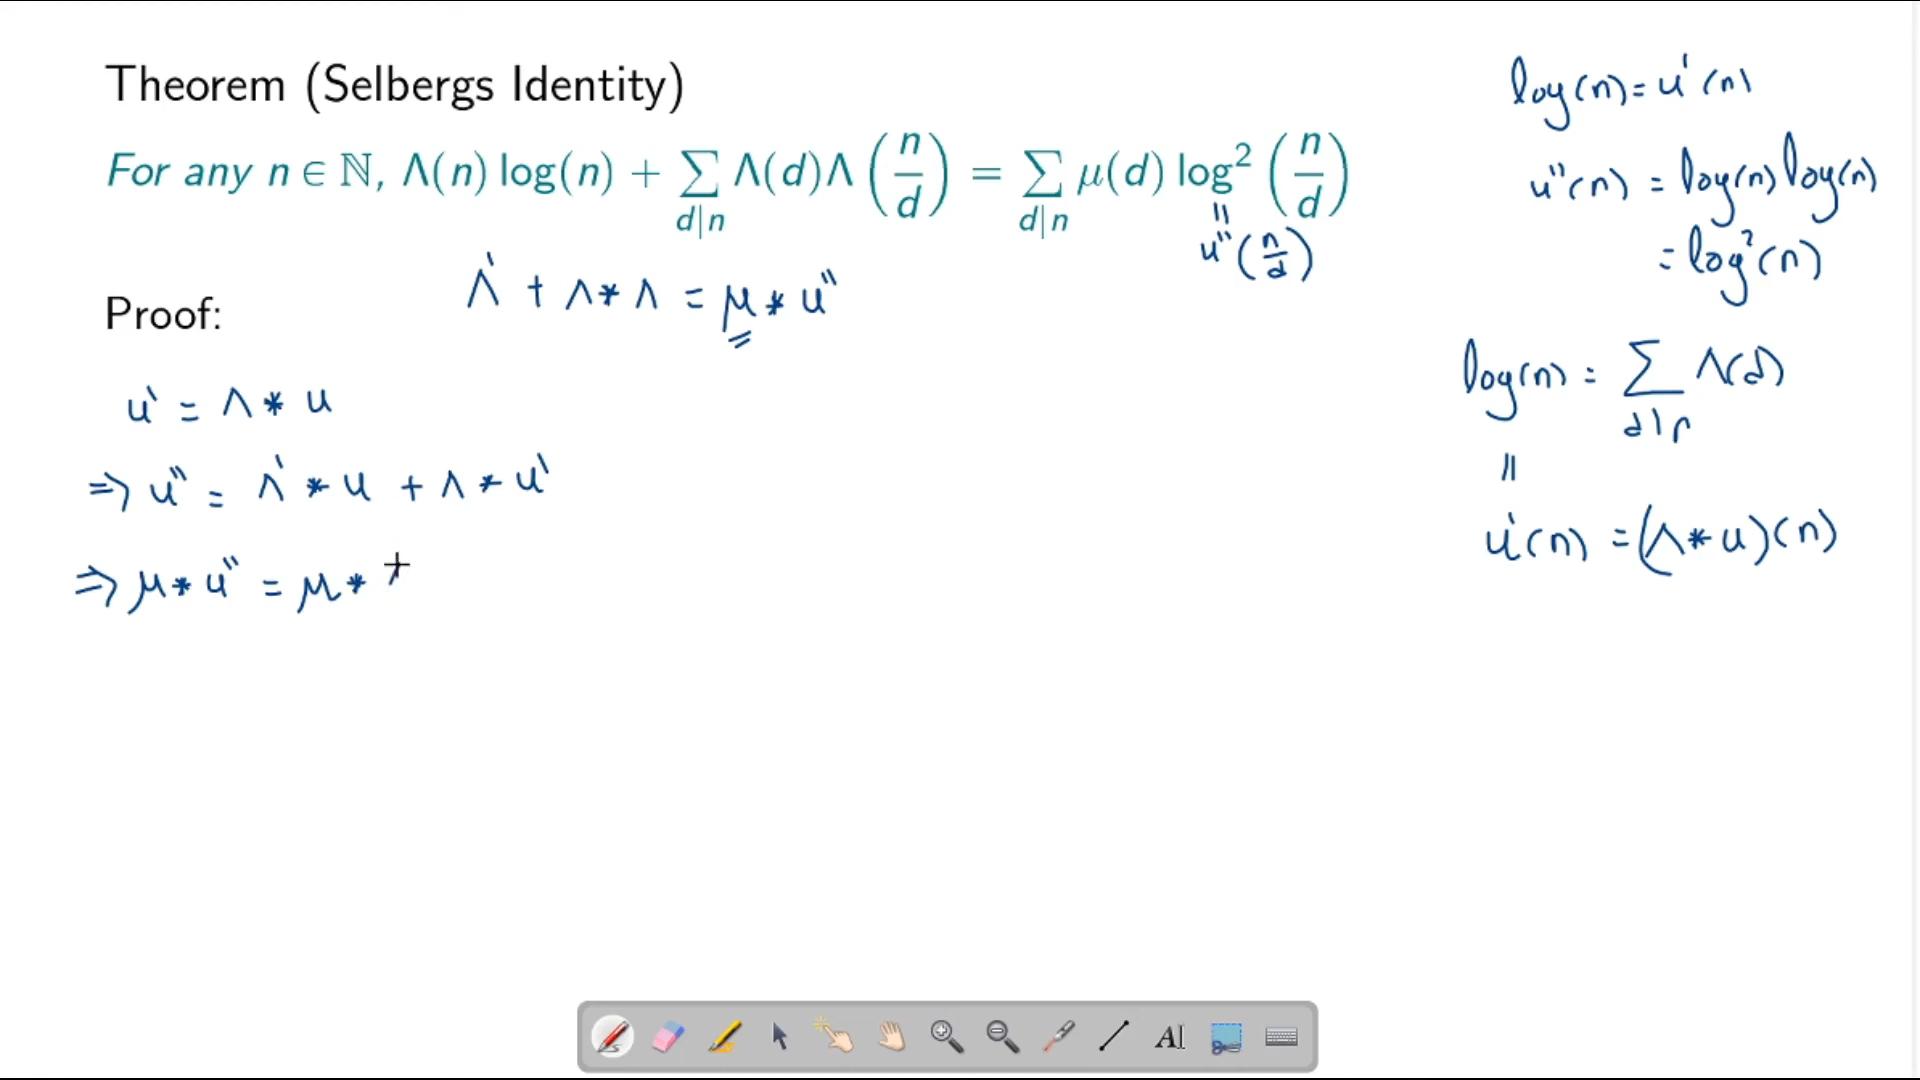 Theorem (Selbergs Identity)
For any n ∈ ℕ, Λ(n) log(n) + ∑_{d|n} Λ(d)Λ(n/d) = ∑_{d|n} μ(d) log²(n/d)
=
u''(n/d)
Λ' + Λ * Λ = μ * u''
Proof:
u' = Λ * u
⇒ u'' = Λ' * u + Λ * u'
⇒ μ * u'' = μ *
log(n) = u'(n)
u''(n) = log(n) log(n)
= log²(n)
log(n) = ∑_{d|n} Λ(d)
=
u'(n) = (Λ * u)(n)
AI